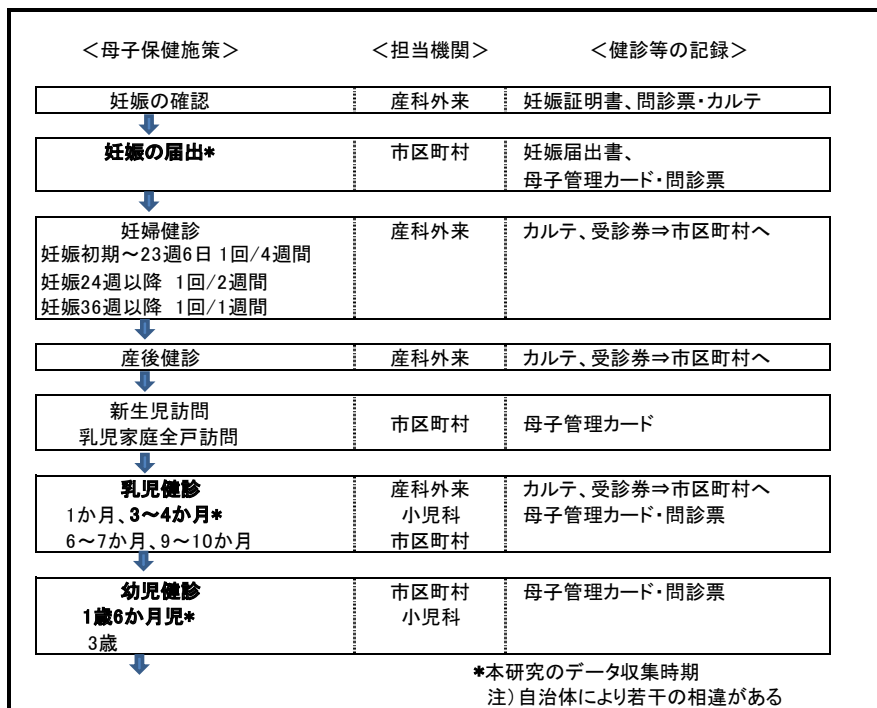 ＜母子保健施策＞ ＜担当機関＞ ＜健診等の記録＞
妊娠の確認 産科外来 妊娠証明書、問診票・カルテ
妊娠の届出* 市区町村 妊娠届出書、
母子管理カード・問診票
妊婦健診 産科外来 カルテ、受診券⇒市区町村へ
妊娠初期～23週6日 1回/4週間
妊娠24週以降 1回/2週間
妊娠36週以降 1回/1週間
産後健診 産科外来 カルテ、受診券⇒市区町村へ
新生児訪問
乳児家庭全戸訪問 市区町村 母子管理カード
乳児健診 産科外来 カルテ、受診券⇒市区町村へ
1か月、3～4か月* 小児科 母子管理カード・問診票
6～7か月、9～10か月 市区町村
幼児健診 市区町村 母子管理カード・問診票
1歳6か月児* 小児科
3歳
*本研究のデータ収集時期
注）自治体により若干の相違がある